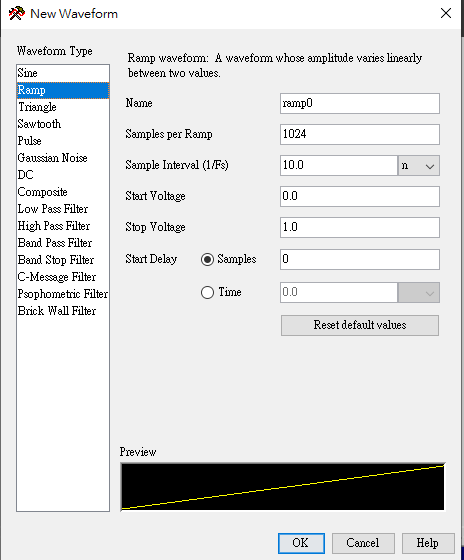 New Waveform
Waveform Type
Sine
Ramp
Triangle
Sawtooth
Pulse
Gaussian Noise
DC
Composite
Low Pass Filter
High Pass Filter
Band Pass Filter
Band Stop Filter
C-Message Filter
Psophometric Filter
Brick Wall Filter
Ramp waveform: A waveform whose amplitude varies linearly
between two values.
Name ramp0
Samples per Ramp 1024
Sample Interval (1/Fs) 10.0 n
Start Voltage 0.0
Stop Voltage 1.0
Start Delay Samples 0
Time 0.0
Reset default values
Preview
OK Cancel Help